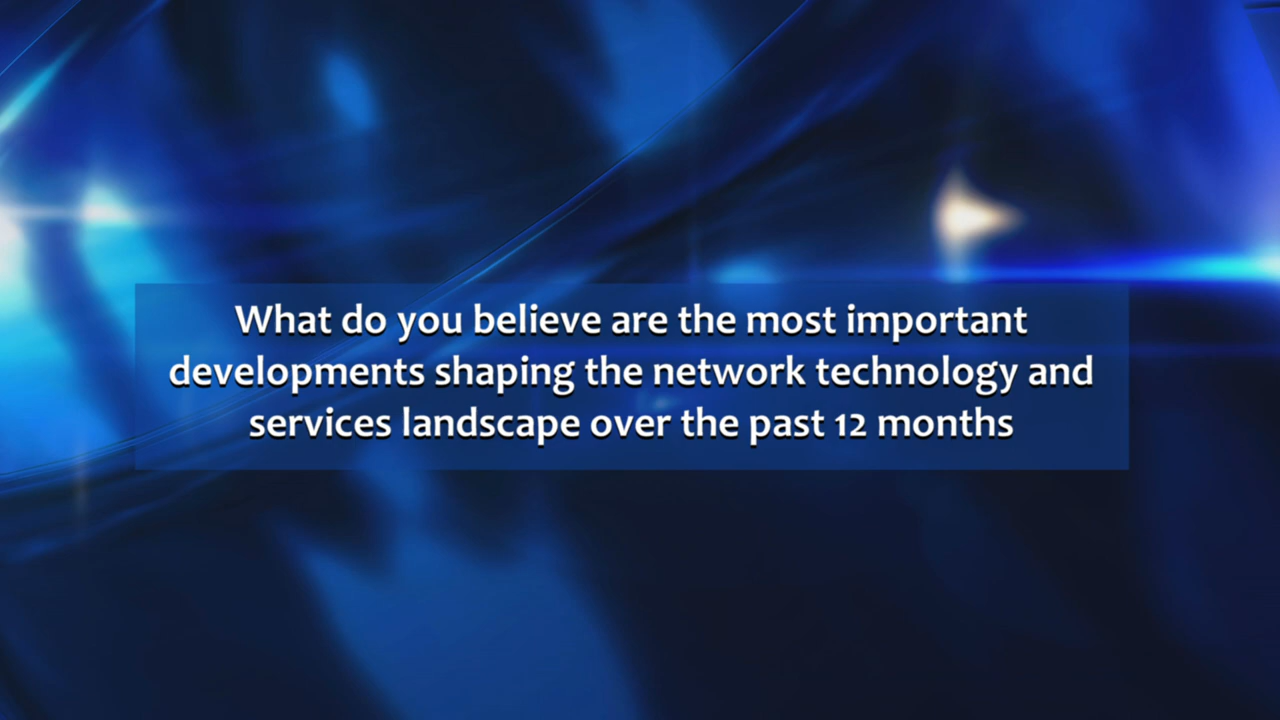 What do you believe are the most important
developments shaping the network technology and
services landscape over the past 12 months